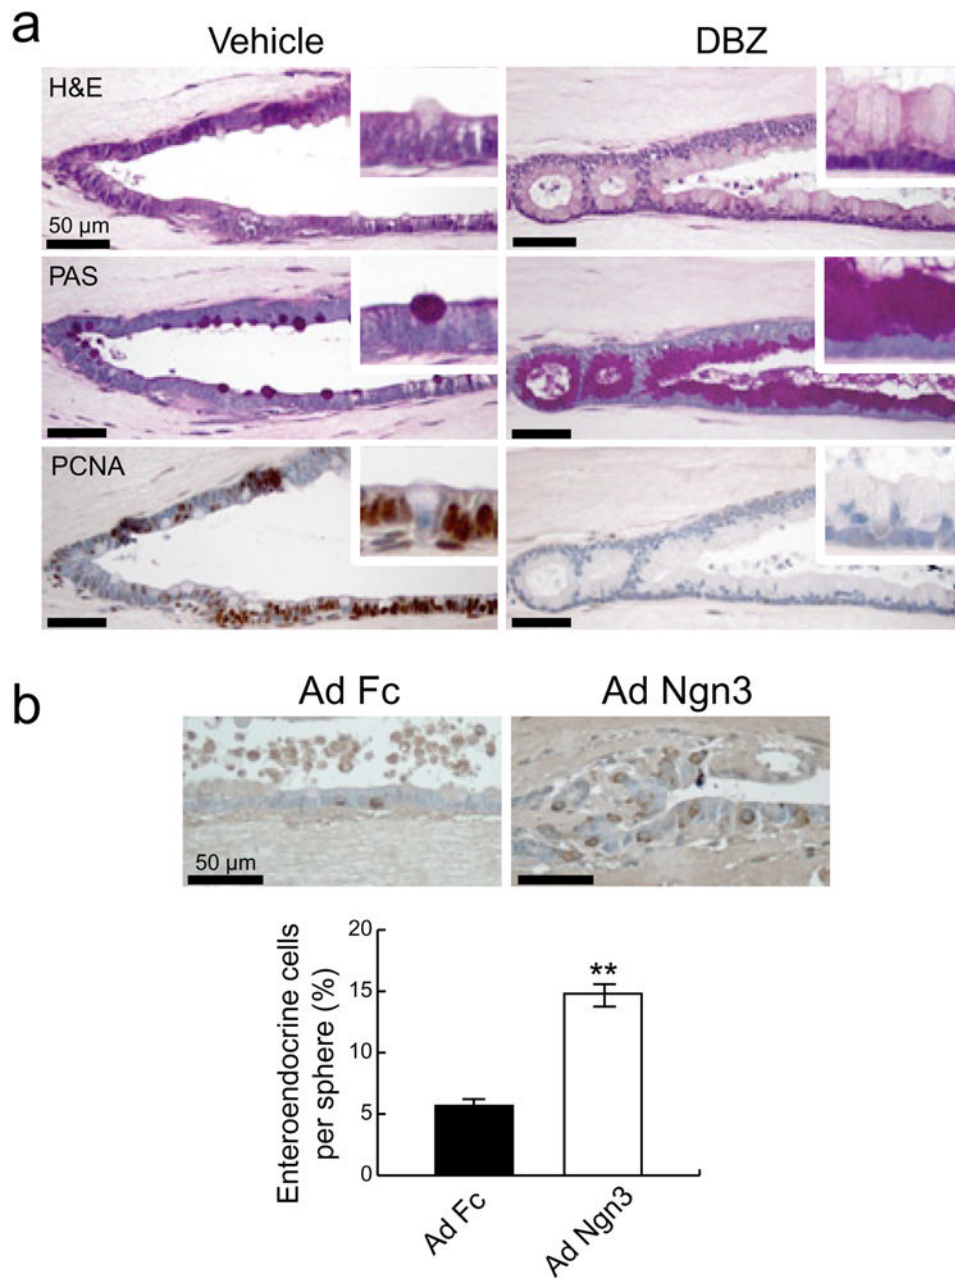 a
Vehicle
DBZ
H&E
50 µm
PAS
PCNA
b
Ad Fc
Ad Ngn3
50 µm
Enteroendocrine cells
per sphere (%)
20
15
10
5
0
**
Ad Fc
Ad Ngn3